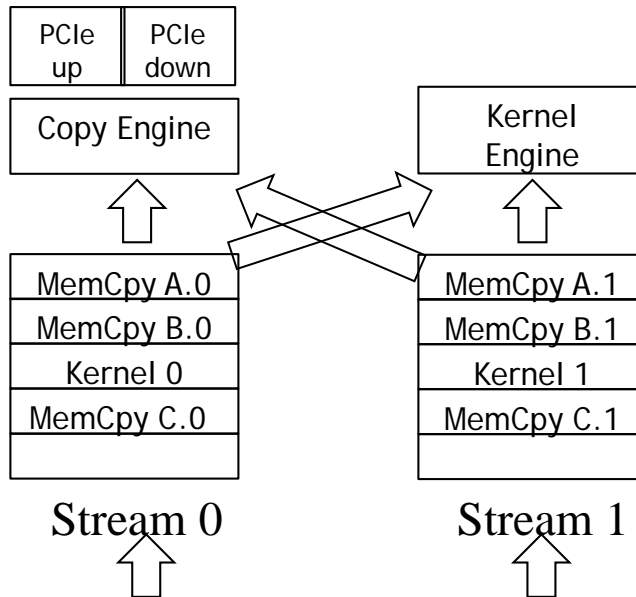 PCIe
up
PCIe
down
Copy Engine
Kernel
Engine
MemCpy A.0
MemCpy B.0
Kernel 0
MemCpy C.0
Stream 0
MemCpy A.1
MemCpy B.1
Kernel 1
MemCpy C.1
Stream 1